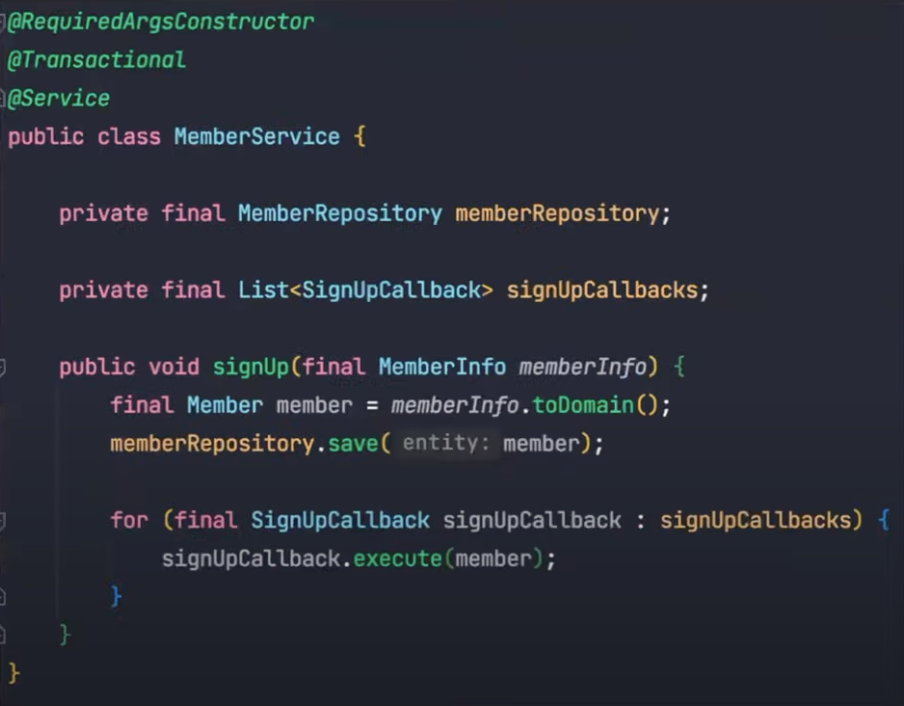 @RequiredArgsConstructor
@Transactional
@Service
public class MemberService {
private final MemberRepository memberRepository;
private final List<SignUpCallback> signUpCallbacks;
public void signUp(final MemberInfo memberInfo) {
final Member member = memberInfo.toDomain();
memberRepository.save( entity: member);
for (final SignUpCallback signUpCallback : signUpCallbacks) {
signUpCallback.execute(member);
}
}
}